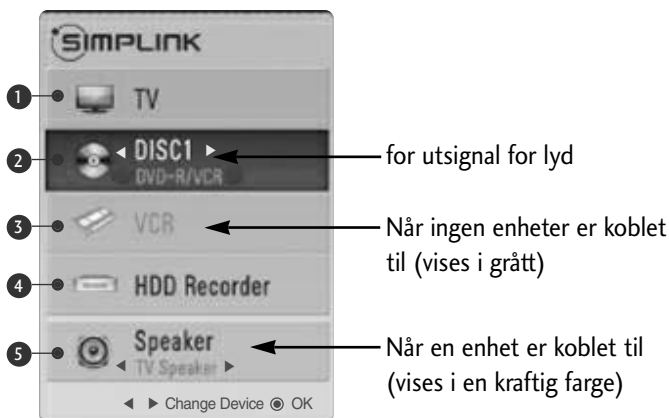 SIMPLINK
1 TV
2 DISC1 for utsignal for lyd
DVD-R/VCR
3 VCR Når ingen enheter er koblet
til (vises i grått)
4 HDD Recorder
5 Speaker Når en enhet er koblet til
TV Speaker (vises i en kraftig farge)
Change Device OK